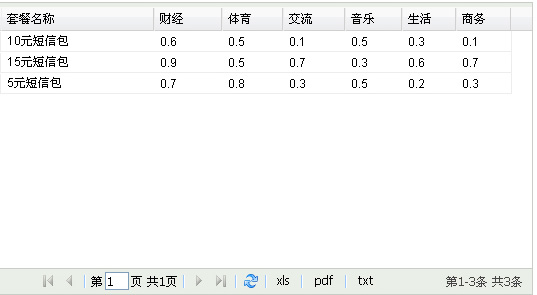 套餐名称 财经 体育 交流 音乐 生活 商务
10元短信包 0.6 0.5 0.1 0.5 0.3 0.1
15元短信包 0.9 0.5 0.7 0.3 0.6 0.7
5元短信包 0.7 0.8 0.3 0.5 0.2 0.3
第 1 页 共1页 xls pdf txt 第1-3条 共3条